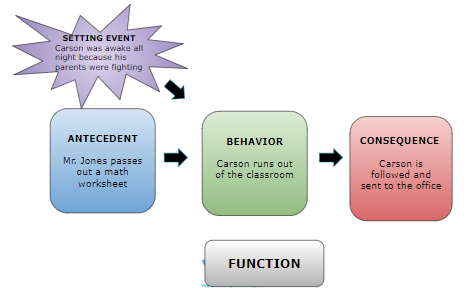 SETTING EVENT
Carson was awake all
night because his
parents were fighting
ANTECEDENT
Mr. Jones passes
out a math
worksheet
BEHAVIOR
Carson runs out
of the classroom
CONSEQUENCE
Carson is
followed and
sent to the office
FUNCTION